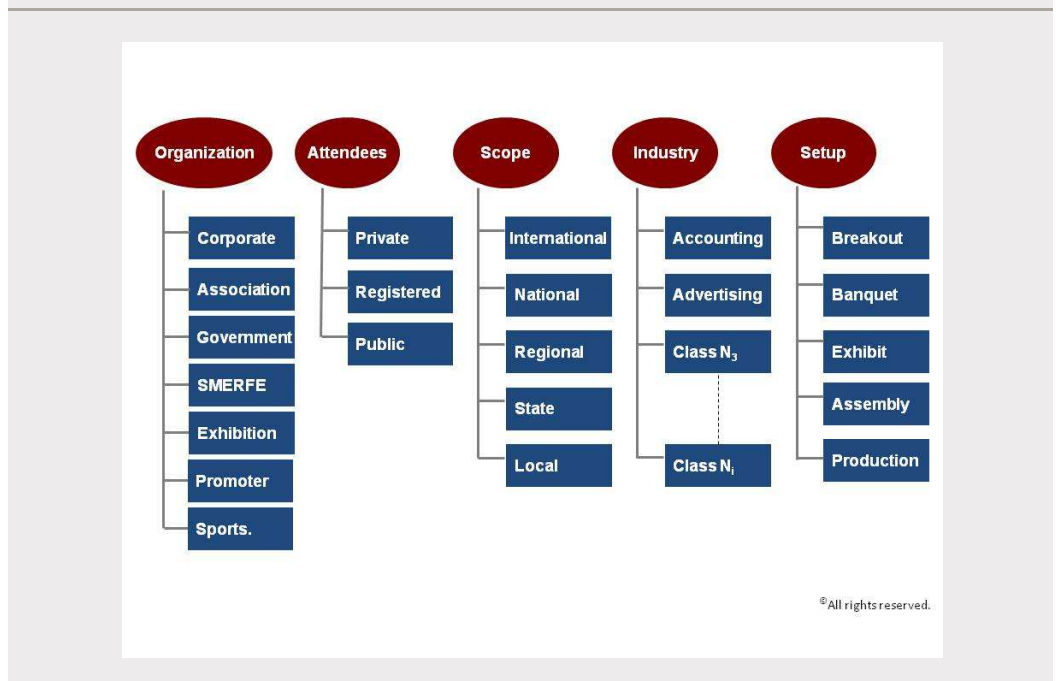 Organization
Attendees
Scope
Industry
Setup
Corporate
Association
Government
SMERFE
Exhibition
Promoter
Sports.
Private
Registered
Public
International
National
Regional
State
Local
Accounting
Advertising
Class N₃
Class Nᵢ
Breakout
Banquet
Exhibit
Assembly
Production
©All rights reserved.